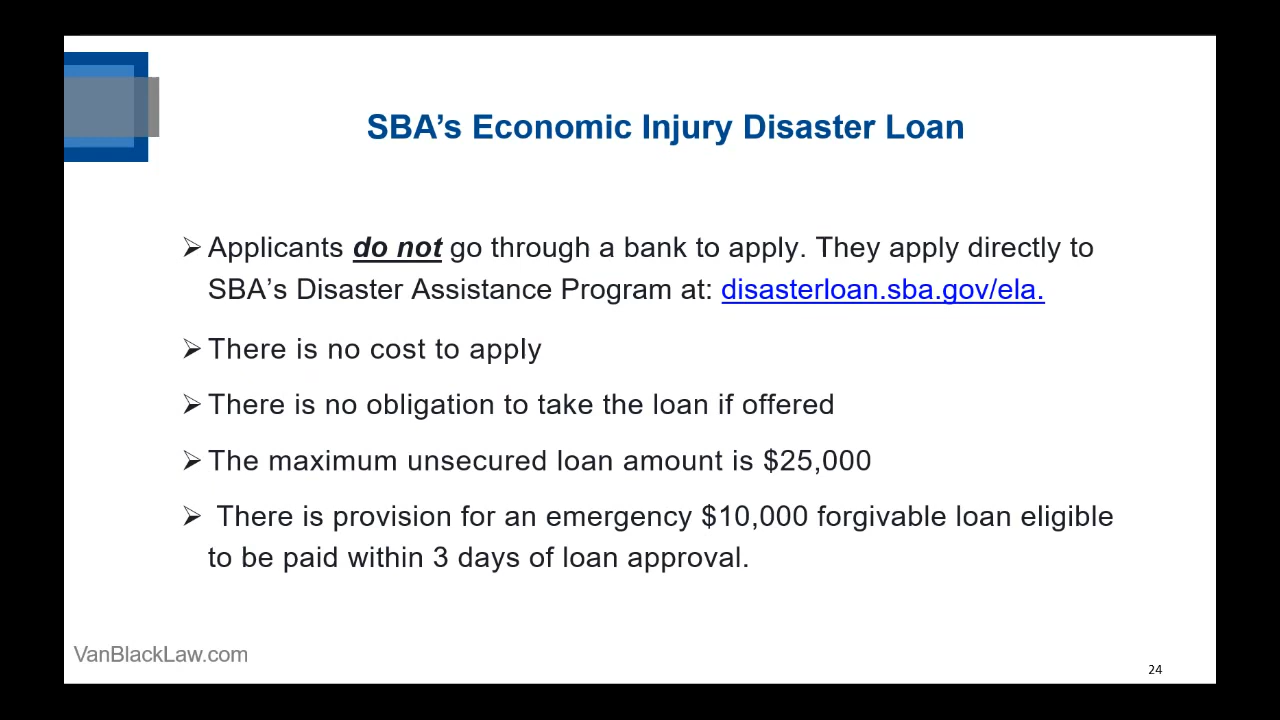 SBA’s Economic Injury Disaster Loan
➢ Applicants do not go through a bank to apply. They apply directly to
SBA’s Disaster Assistance Program at: disasterloan.sba.gov/ela.
➢ There is no cost to apply
➢ There is no obligation to take the loan if offered
➢ The maximum unsecured loan amount is $25,000
➢ There is provision for an emergency $10,000 forgivable loan eligible
to be paid within 3 days of loan approval.
VanBlackLaw.com
24